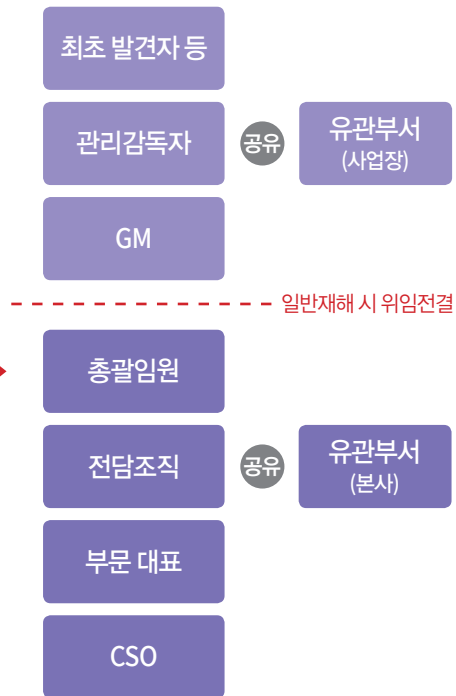 최초 발견자 등
관리감독자
공유
유관부서
(사업장)
GM
일반재해 시 위임전결
총괄임원
전담조직
공유
유관부서
(본사)
부문 대표
CSO